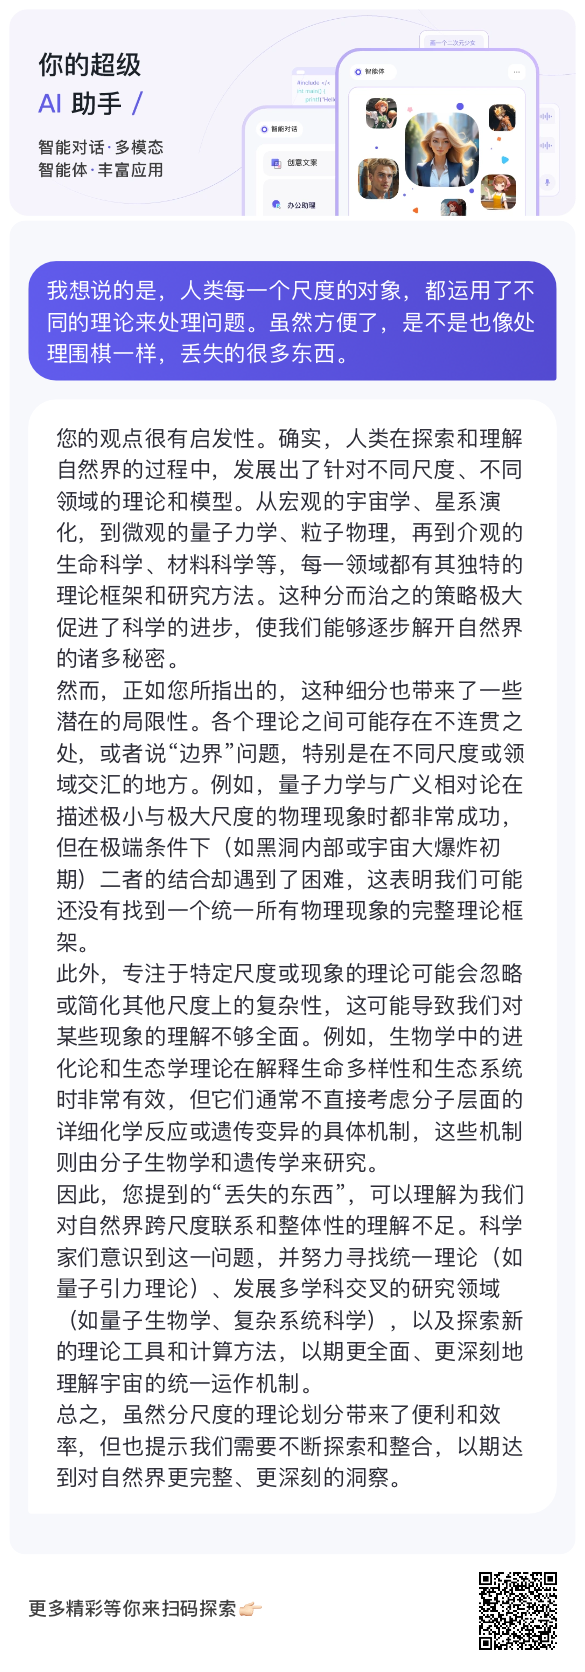 你的超级
AI 助手 /
智能对话·多模态
智能体·丰富应用
画一个二次元少女
#include </
int main() {
printf("Hello
智能体
智能对话
创意文案
办公助理
我想说的是，人类每一个尺度的对象，都运用了不
同的理论来处理问题。虽然方便了，是不是也像处
理围棋一样，丢失的很多东西。
您的观点很有启发性。确实，人类在探索和理解
自然界的过程中，发展出了针对不同尺度、不同
领域的理论和模型。从宏观的宇宙学、星系演
化，到微观的量子力学、粒子物理，再到介观的
生命科学、材料科学等，每一领域都有其独特的
理论框架和研究方法。这种分而治之的策略极大
促进了科学的进步，使我们能够逐步解开自然界
的诸多秘密。
然而，正如您所指出的，这种细分也带来了一些
潜在的局限性。各个理论之间可能存在不连贯之
处，或者说“边界”问题，特别是在不同尺度或领
域交汇的地方。例如，量子力学与广义相对论在
描述极小与极大尺度的物理现象时都非常成功，
但在极端条件下（如黑洞内部或宇宙大爆炸初
期）二者的结合却遇到了困难，这表明我们可能
还没有找到一个统一所有物理现象的完整理论框
架。
此外，专注于特定尺度或现象的理论可能会忽略
或简化其他尺度上的复杂性，这可能导致我们对
某些现象的理解不够全面。例如，生物学中的进
化论和生态学理论在解释生命多样性和生态系统
时非常有效，但它们通常不直接考虑分子层面的
详细化学反应或遗传变异的具体机制，这些机制
则由分子生物学和遗传学来研究。
因此，您提到的“丢失的东西”，可以理解为我们
对自然界跨尺度联系和整体性的理解不足。科学
家们意识到这一问题，并努力寻找统一理论（如
量子引力理论）、发展多学科交叉的研究领域
（如量子生物学、复杂系统科学），以及探索新
的理论工具和计算方法，以期更全面、更深刻地
理解宇宙的统一运作机制。
总之，虽然分尺度的理论划分带来了便利和效
率，但也提示我们需要不断探索和整合，以期达
到对自然界更完整、更深刻的洞察。
更多精彩等你来扫码探索👉🏻